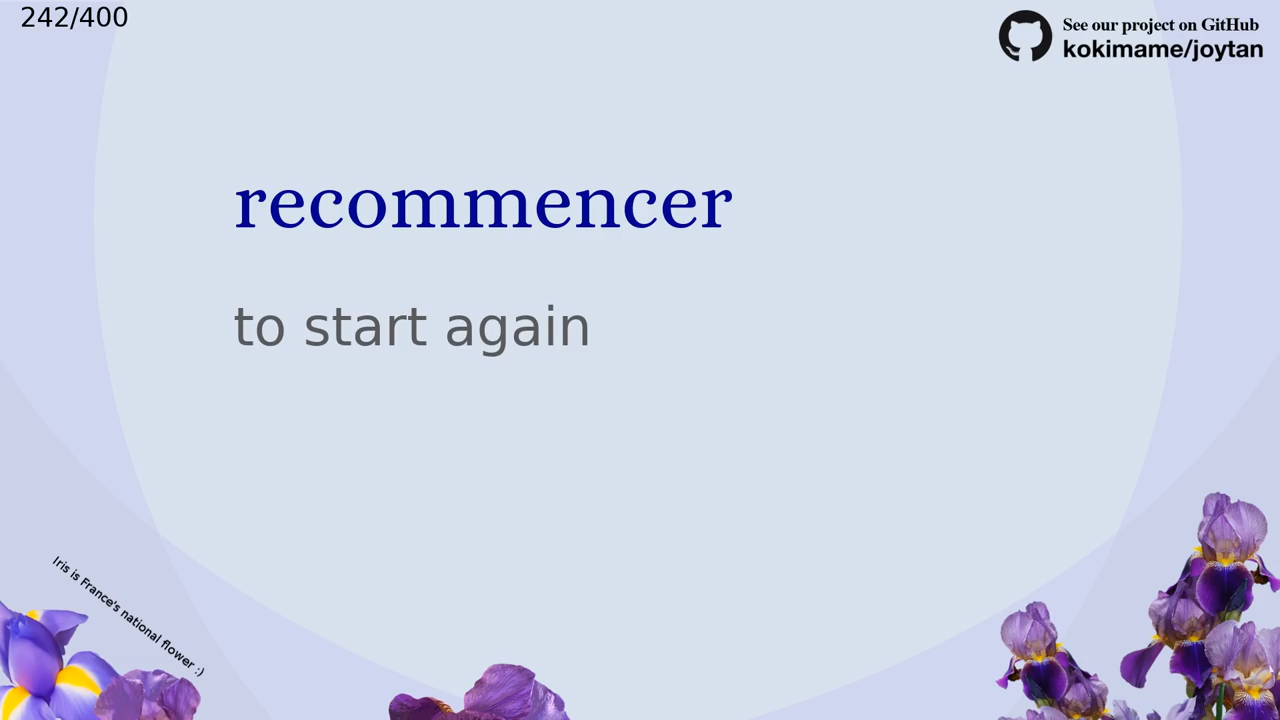 242/400
See our project on GitHub
kokimame/joytan
recommencer
to start again
Iris is France's national flower :)